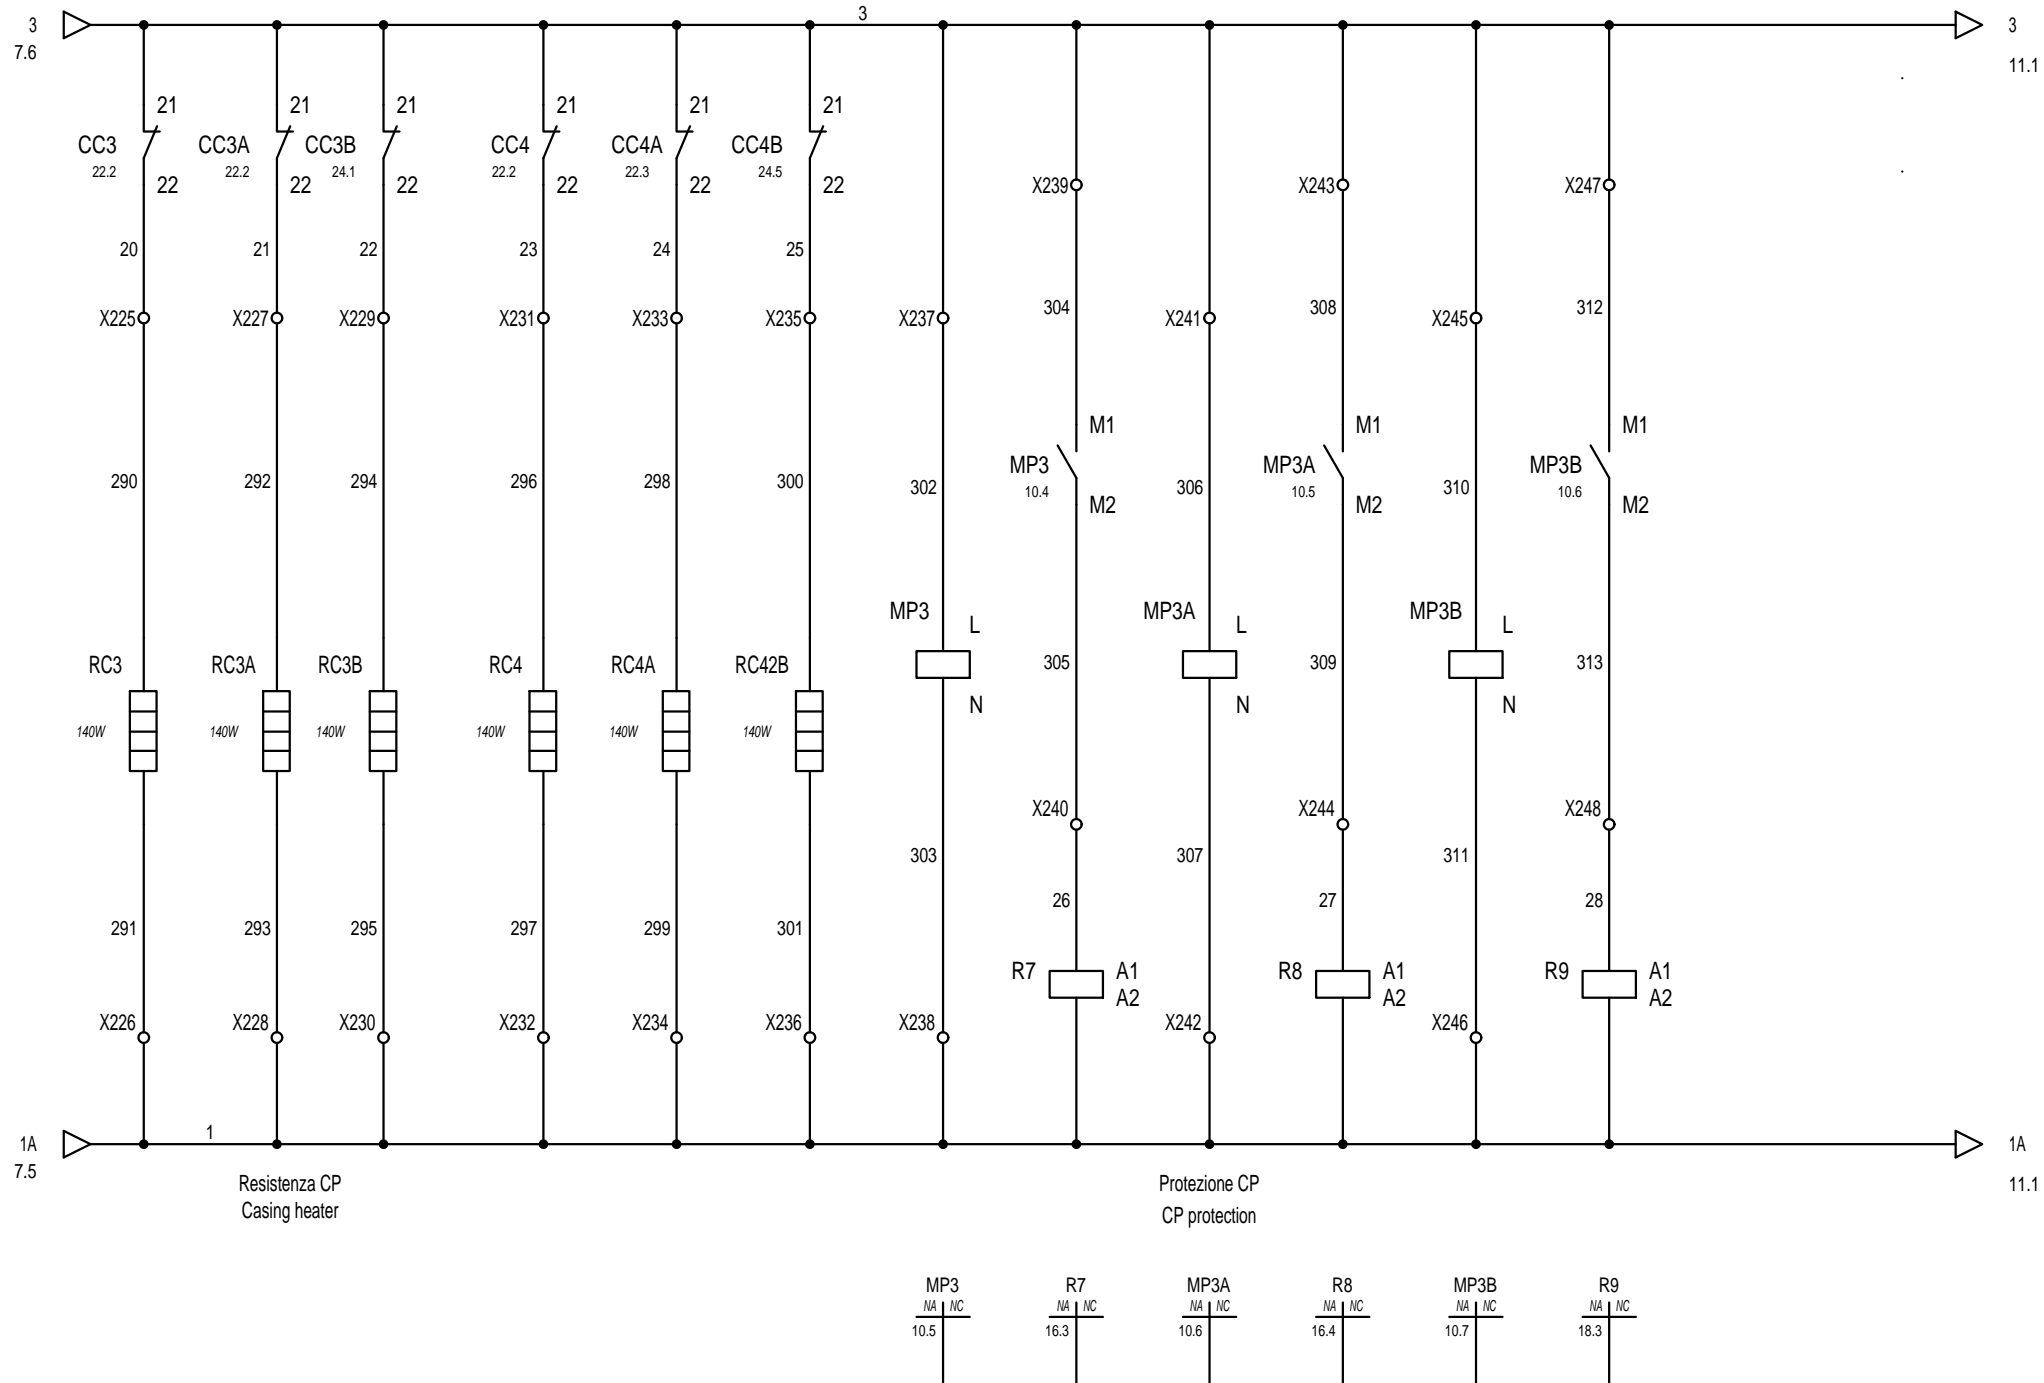 3
3
3
7.6
11.1
21 21 21 21 21 21
CC3 CC3A CC3B CC4 CC4A CC4B
22.2 22.2 24.1 22.2 22.3 24.5
22 22 22 22 22 22
X239 X243 X247
20 21 22 23 24 25
304 308 312
X225 X227 X229 X231 X233 X235 X237 X241 X245
M1 M1 M1
MP3 MP3A MP3B
10.4 10.5 10.6
290 292 294 296 298 300 302 306 310
M2 M2 M2
MP3 MP3A MP3B
L L L
RC3 RC3A RC3B RC4 RC4A RC42B
305 309 313
N N N
140W 140W 140W 140W 140W 140W
X240 X244 X248
303 307 311
26 27 28
291 293 295 297 299 301
R7 A1 R8 A1 R9 A1
A2 A2 A2
X226 X228 X230 X232 X234 X236 X238 X242 X246
1
1A 1A
7.5
11.1
Resistenza CP
Casing heater
Protezione CP
CP protection
MP3 R7 MP3A R8 MP3B R9
NA NC NA NC NA NC NA NC NA NC NA NC
10.5 16.3 10.6 16.4 10.7 18.3